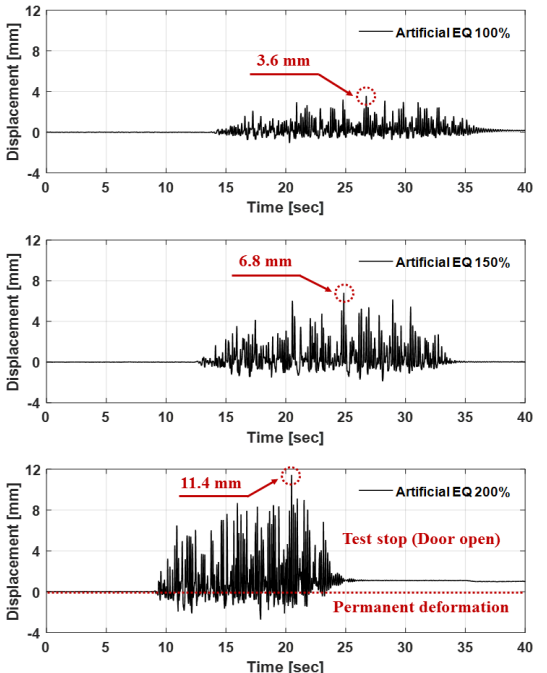 12
8
4
0
-4
Displacement [mm]
Artificial EQ 100%
3.6 mm
0 5 10 15 20 25 30 35 40
Time [sec]
12
8
4
0
-4
Displacement [mm]
Artificial EQ 150%
6.8 mm
0 5 10 15 20 25 30 35 40
Time [sec]
12
8
4
0
-4
Displacement [mm]
11.4 mm
Artificial EQ 200%
Test stop (Door open)
Permanent deformation
0 5 10 15 20 25 30 35 40
Time [sec]